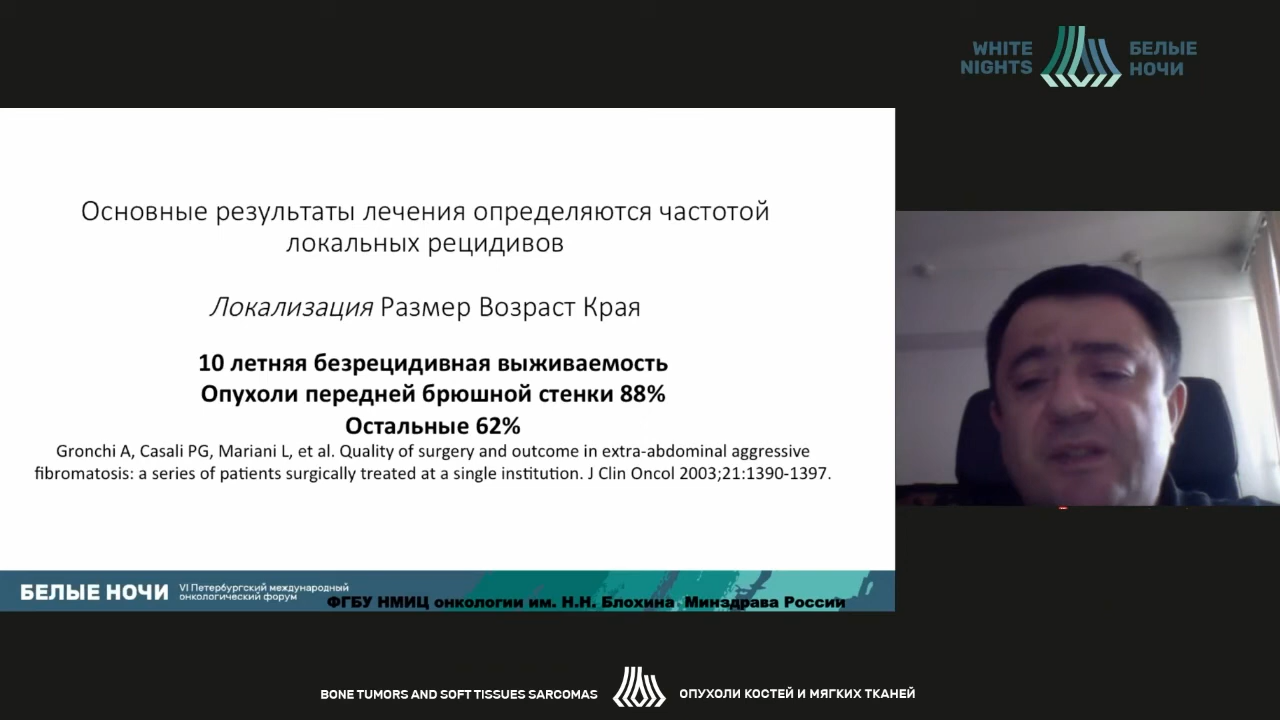 WHITE
NIGHTS
БЕЛЫЕ
НОЧИ
Основные результаты лечения определяются частотой
локальных рецидивов
Локализация Размер Возраст Края
10 летняя безрецидивная выживаемость
Опухоли передней брюшной стенки 88%
Остальные 62%
Gronchi A, Casali PG, Mariani L, et al. Quality of surgery and outcome in extra-abdominal aggressive
fibromatosis: a series of patients surgically treated at a single institution. J Clin Oncol 2003;21:1390-1397.
БЕЛЫЕ НОЧИ
VI Петербургский международный
онкологический форум
ФГБУ НМИЦ онкологии им. Н.Н. Блохина Минздрава России
BONE TUMORS AND SOFT TISSUES SARCOMAS
ОПУХОЛИ КОСТЕЙ И МЯГКИХ ТКАНЕЙ